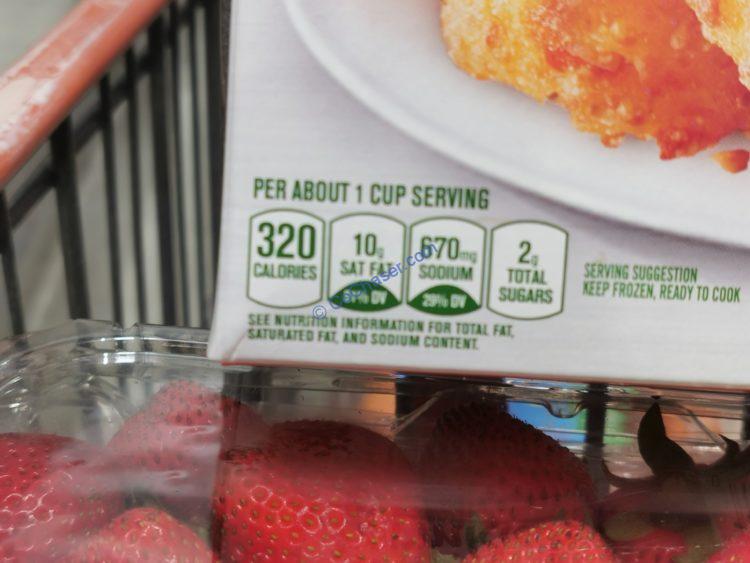 PER ABOUT 1 CUP SERVING
320 CALORIES
10g SAT FAT DV
670mg SODIUM 29% DV
2g TOTAL SUGARS
SEE NUTRITION INFORMATION FOR TOTAL FAT,
SATURATED FAT, AND SODIUM CONTENT.
SERVING SUGGESTION
KEEP FROZEN, READY TO COOK